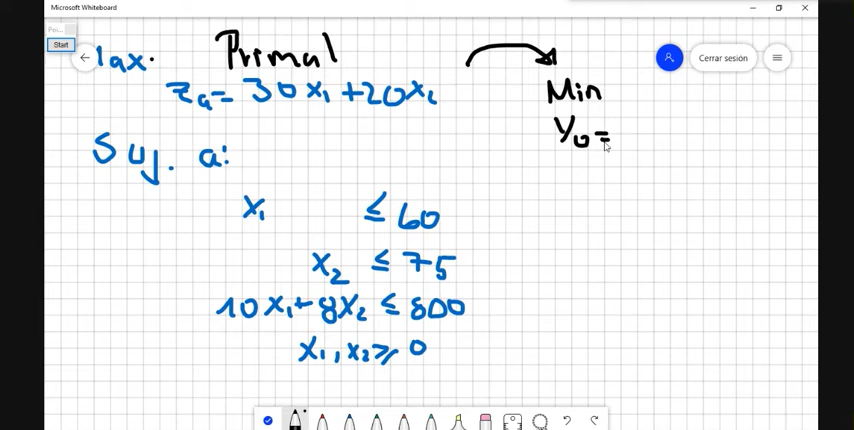 Microsoft Whiteboard
Start
Cerrar sesión
Max.
Primal
Za= 30x₁ +20x₂
Suj. a:
x₁ ≤ 60
x₂ ≤ 75
10x₁+8x₂ ≤ 800
x₁, x₂ ≥ 0
Min
Y₀=